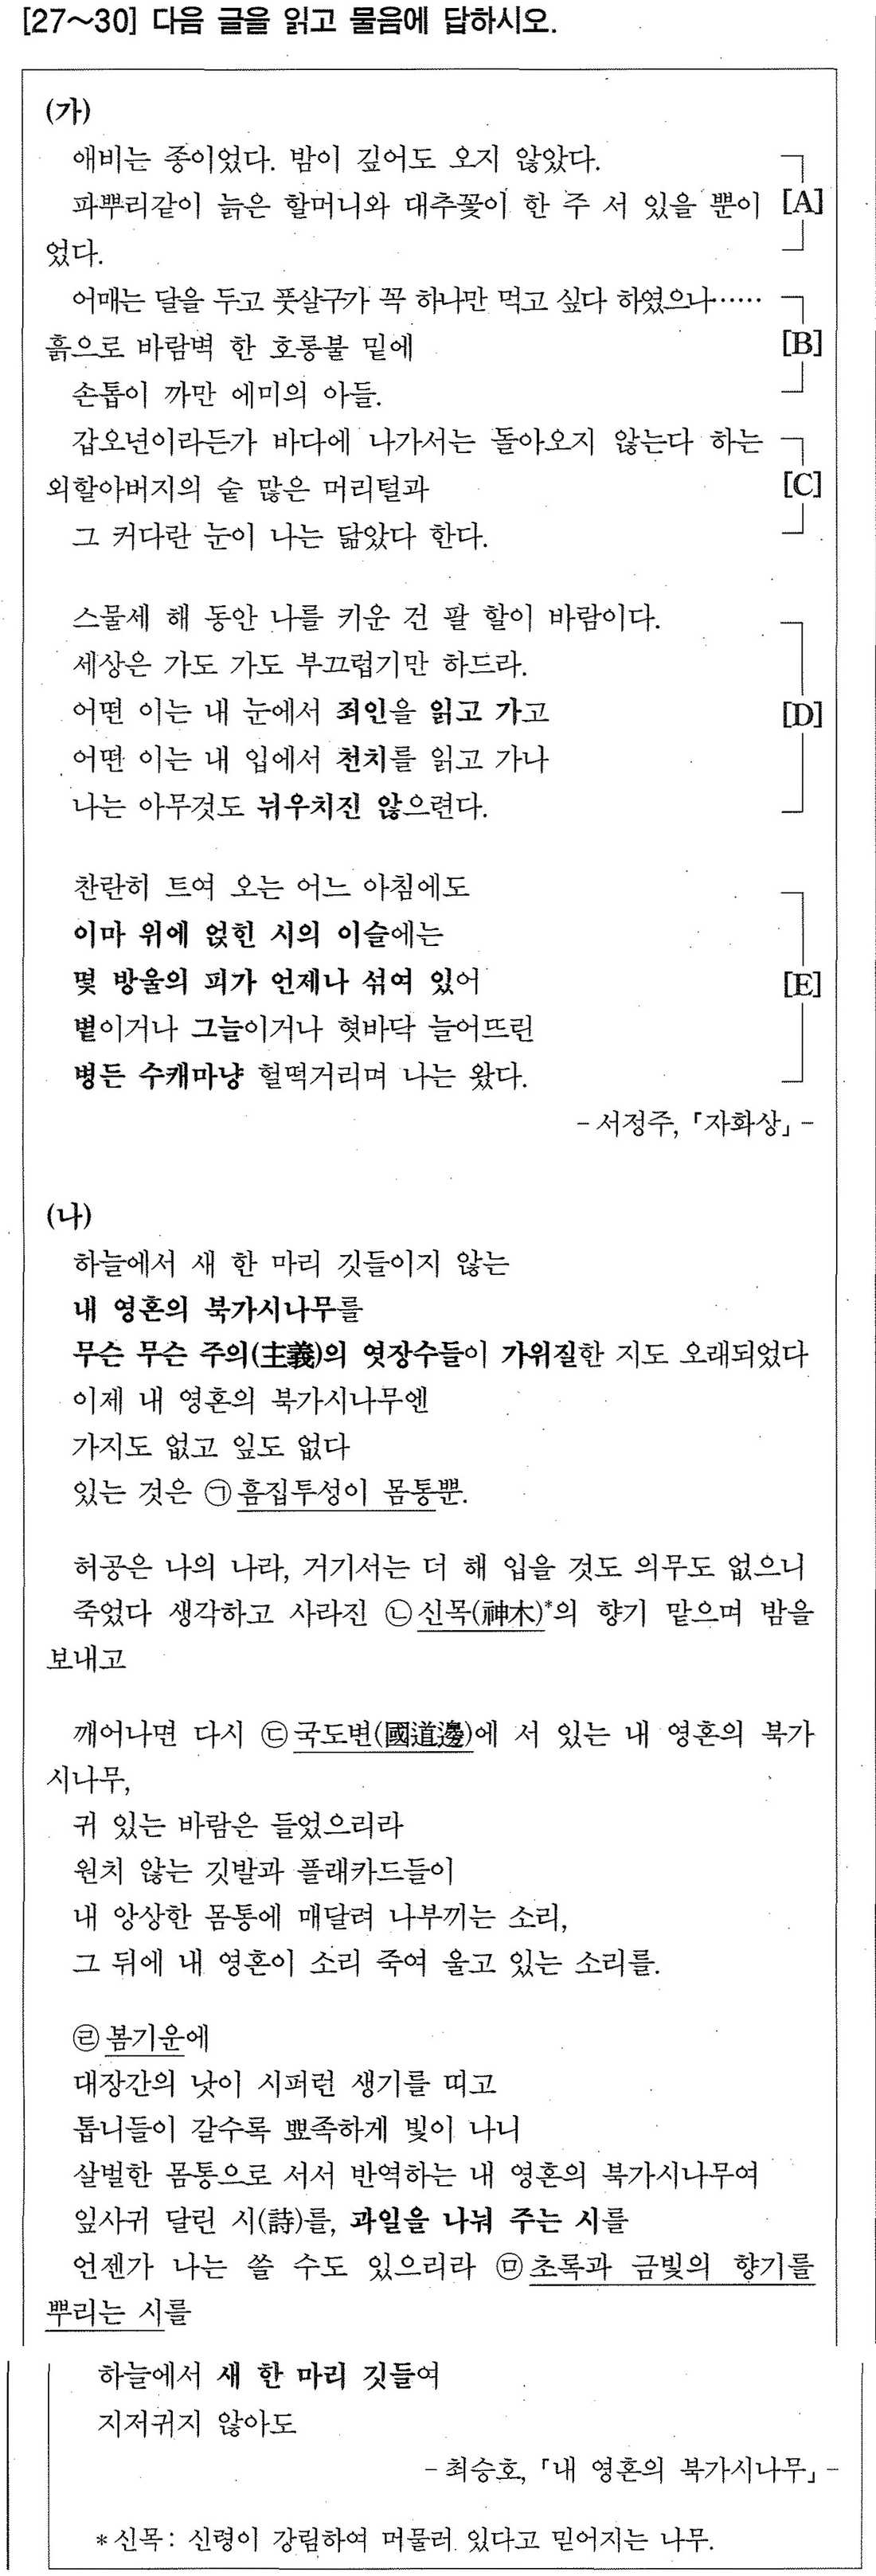 [27～30] 다음 글을 읽고 물음에 답하시오.
(가)
애비는 종이었다. 밤이 깊어도 오지 않았다.
파뿌리같이 늙은 할머니와 대추꽃이 한 주 서 있을 뿐이 [A]
었다.
어매는 달을 두고 풋살구가 꼭 하나만 먹고 싶다 하였으나……
흙으로 바람벽 한 호롱불 밑에 [B]
손톱이 까만 에미의 아들.
갑오년이라든가 바다에 나가서는 돌아오지 않는다 하는
외할아버지의 숱 많은 머리털과 [C]
그 커다란 눈이 나는 닮았다 한다.
스물세 해 동안 나를 키운 건 팔 할이 바람이다.
세상은 가도 가도 부끄럽기만 하드라.
어떤 이는 내 눈에서 죄인을 읽고 가고 [D]
어떤 이는 내 입에서 천치를 읽고 가나
나는 아무것도 뉘우치진 않으련다.
찬란히 트여 오는 어느 아침에도
이마 위에 얹힌 시의 이슬에는
몇 방울의 피가 언제나 섞여 있어 [E]
볕이거나 그늘이거나 혓바닥 늘어뜨린
병든 수캐마냥 헐떡거리며 나는 왔다.
- 서정주, 「자화상」 -
(나)
하늘에서 새 한 마리 깃들이지 않는
내 영혼의 북가시나무를
무슨 무슨 주의(主義)의 엿장수들이 가위질한 지도 오래되었다
이제 내 영혼의 북가시나무엔
가지도 없고 잎도 없다
있는 것은 ㉠흠집투성이 몸통뿐.
허공은 나의 나라, 거기서는 더 해 입을 것도 의무도 없으니
죽었다 생각하고 사라진 ㉡신목(神木)*의 향기 맡으며 밤을
보내고
깨어나면 다시 ㉢국도변(國道邊)에 서 있는 내 영혼의 북가
시나무,
귀 있는 바람은 들었으리라
원치 않는 깃발과 플래카드들이
내 앙상한 몸통에 매달려 나부끼는 소리,
그 뒤에 내 영혼이 소리 죽여 울고 있는 소리를.
㉣봄기운에
대장간의 낫이 시퍼런 생기를 띠고
톱니들이 갈수록 뾰족하게 빛이 나니
살벌한 몸통으로 서서 반역하는 내 영혼의 북가시나무여
잎사귀 달린 시(詩)를, 과일을 나눠 주는 시를
언젠가 나는 쓸 수도 있으리라 ㉤초록과 금빛의 향기를
뿌리는 시를
하늘에서 새 한 마리 깃들여
지저귀지 않아도
- 최승호, 「내 영혼의 북가시나무」 -
*신목: 신령이 강림하여 머물러 있다고 믿어지는 나무.